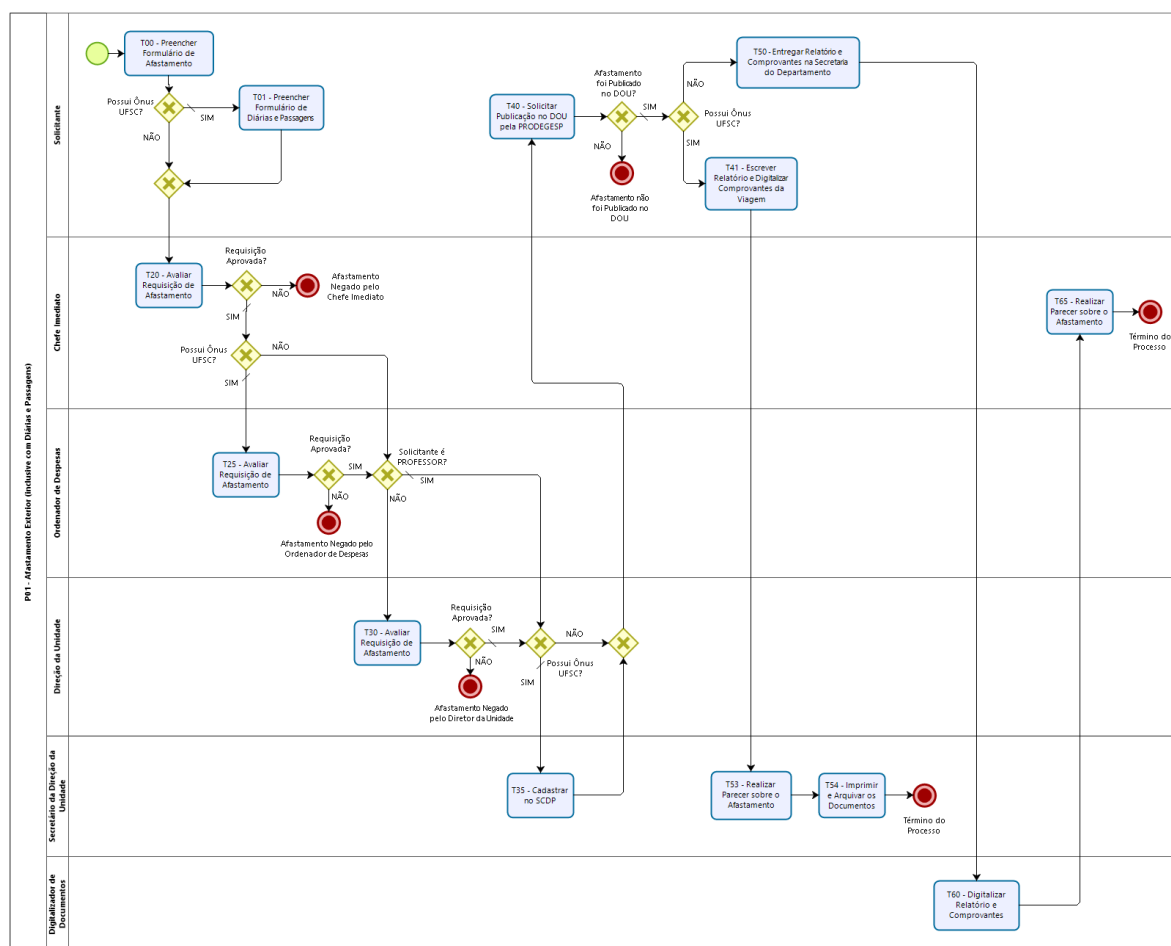 P01 - Afastamento Exterior (Inclusive com Diárias e Passagens)
Solicitante
T00 - Preencher
Formulário de
Afastamento
Possui Ônus
UFSC?
SIM
NÃO
T01 - Preencher
Formulário de
Diárias e Passagens
T40 - Solicitar
Publicação no DOU
pela PRODEGESP
Afastamento
foi Publicado
no DOU?
SIM
NÃO
Afastamento não
foi Publicado no
DOU
Possui Ônus
UFSC?
NÃO
SIM
T50 - Entregar Relatório e
Comprovantes na Secretaria
do Departamento
T41 - Escrever
Relatório e Digitalizar
Comprovantes da
Viagem
Chefe Imediato
T20 - Avaliar
Requisição de
Afastamento
Requisição
Aprovada?
NÃO
SIM
Afastamento
Negado pelo
Chefe Imediato
Possui Ônus
UFSC?
NÃO
SIM
T65 - Realizar
Parecer sobre o
Afastamento
Término do
Processo
Ordenador de Despesas
T25 - Avaliar
Requisição de
Afastamento
Requisição
Aprovada?
SIM
NÃO
Afastamento Negado pelo
Ordenador de Despesas
Solicitante é
PROFESSOR?
SIM
NÃO
Direção da Unidade
T30 - Avaliar
Requisição de
Afastamento
Requisição
Aprovada?
SIM
NÃO
Afastamento Negado
pelo Diretor da Unidade
NÃO
Possui Ônus
UFSC?
SIM
Secretário da Direção da
Unidade
T35 - Cadastrar
no SCDP
T53 - Realizar
Parecer sobre o
Afastamento
T54 - Imprimir
e Arquivar os
Documentos
Término do
Processo
Digitalizador de
Documentos
T60 - Digitalizar
Relatório e
Comprovantes